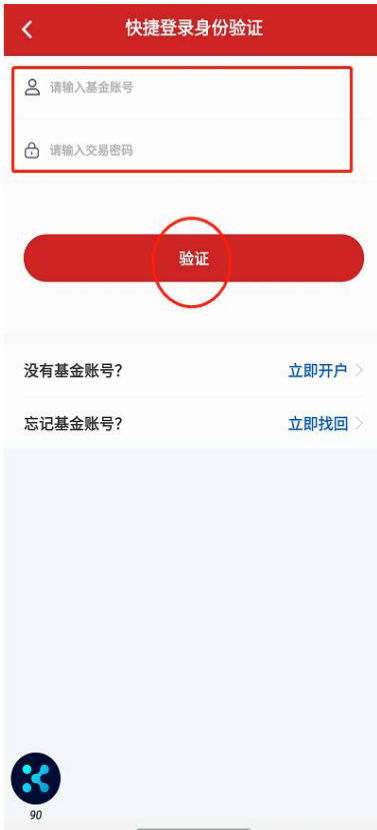 快捷登录身份验证
请输入基金账号
请输入交易密码
验证
没有基金账号？ 立即开户
忘记基金账号？ 立即找回
90